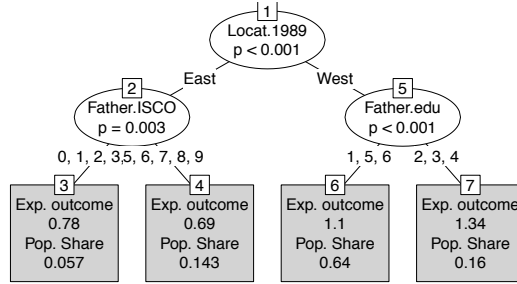 1
Locat.1989
p < 0.001
East
West
2
Father.ISCO
p = 0.003
5
Father.edu
p < 0.001
0, 1, 2, 3,5, 6, 7, 8, 9
1, 5, 6
2, 3, 4
3
Exp. outcome
0.78
Pop. Share
0.057
4
Exp. outcome
0.69
Pop. Share
0.143
6
Exp. outcome
1.1
Pop. Share
0.64
7
Exp. outcome
1.34
Pop. Share
0.16